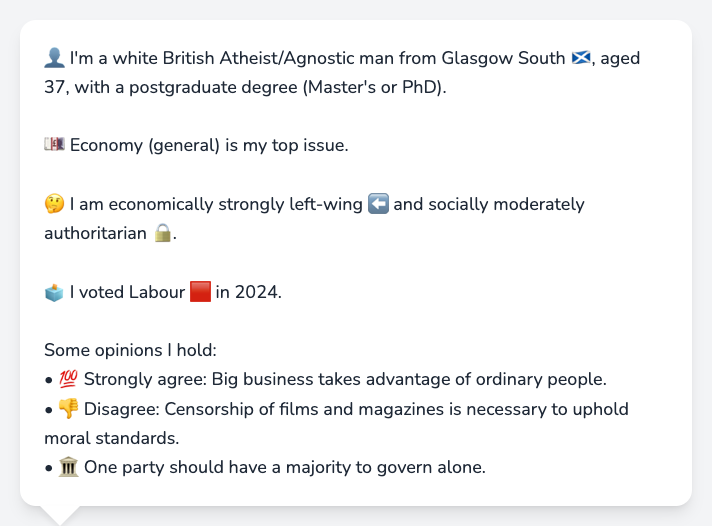 👤 I'm a white British Atheist/Agnostic man from Glasgow South 🏴󠁧󠁢󠁳󠁣󠁴󠁿, aged
37, with a postgraduate degree (Master's or PhD).
💷 Economy (general) is my top issue.
🤔 I am economically strongly left-wing ⬅️ and socially moderately
authoritarian 🔒.
🗳️ I voted Labour 🟥 in 2024.
Some opinions I hold:
• 💯 Strongly agree: Big business takes advantage of ordinary people.
• 👎 Disagree: Censorship of films and magazines is necessary to uphold
moral standards.
• 🏛️ One party should have a majority to govern alone.